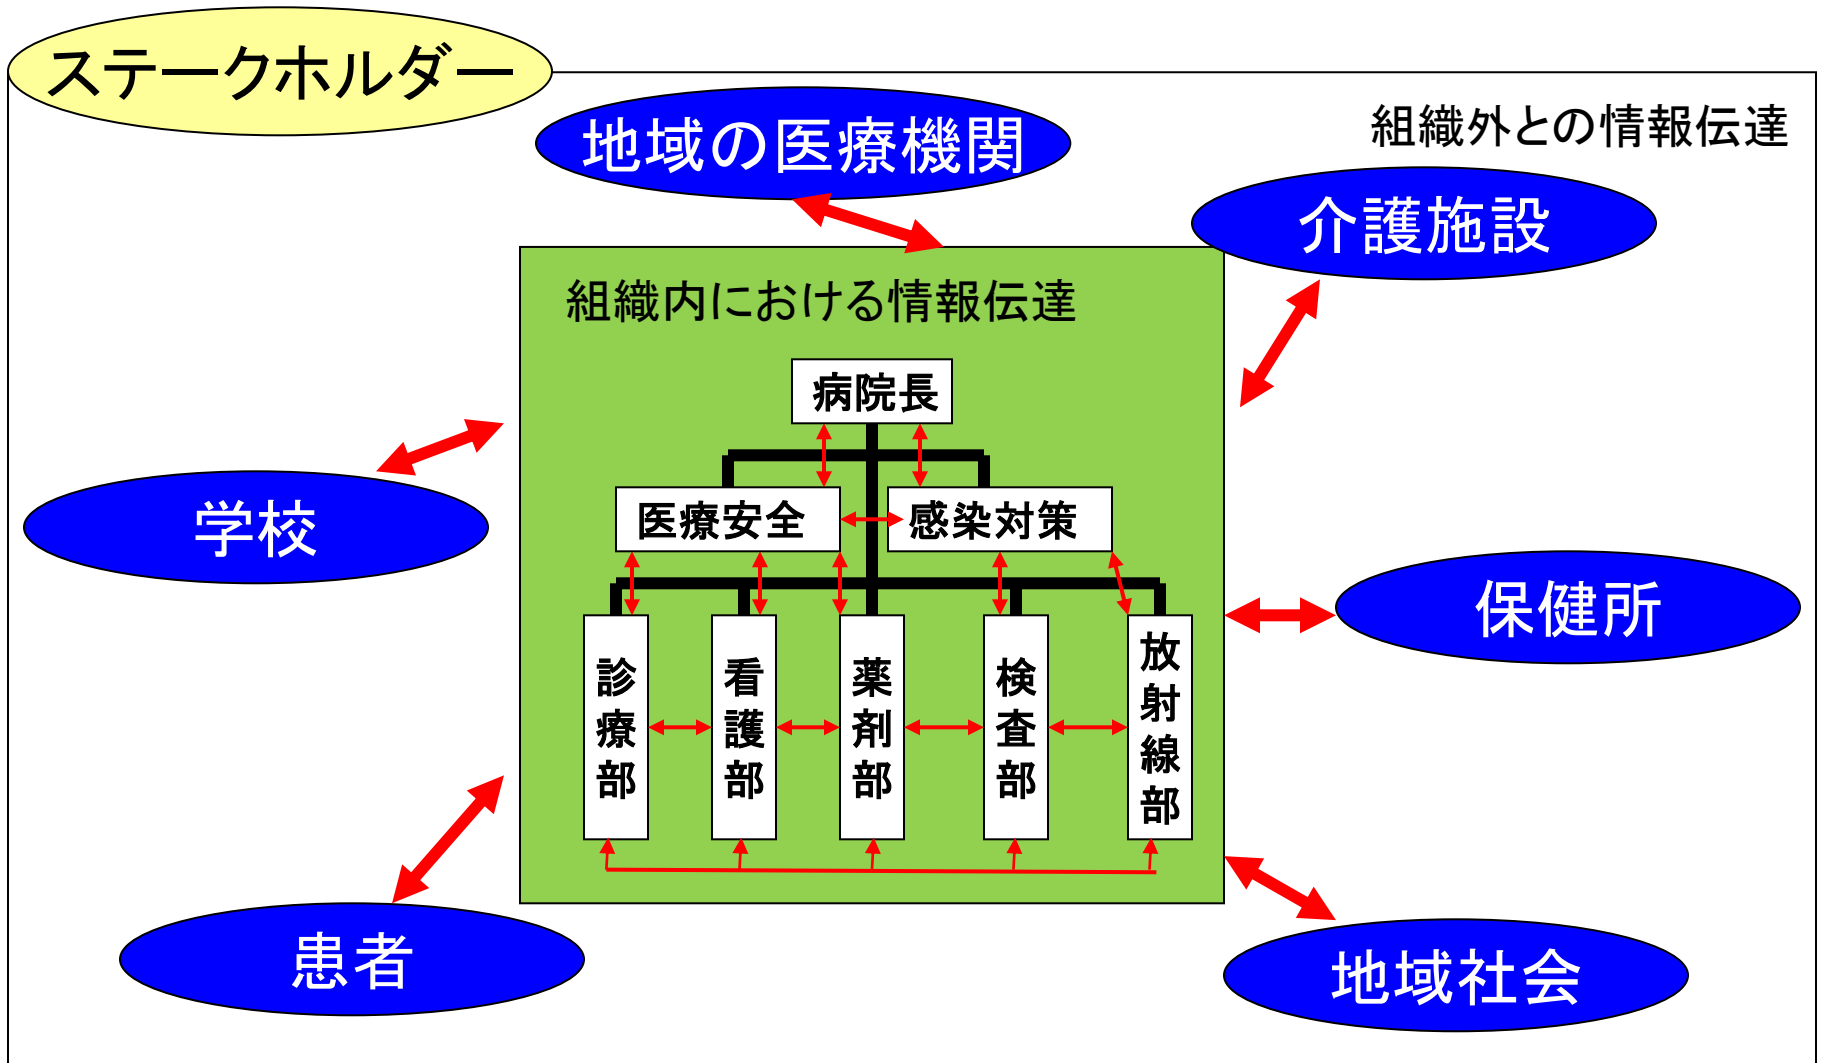 ステークホルダー
地域の医療機関
組織外との情報伝達
介護施設
組織内における情報伝達
病院長
学校
医療安全
感染対策
保健所
診療部
看護部
薬剤部
検査部
放射線部
患者
地域社会